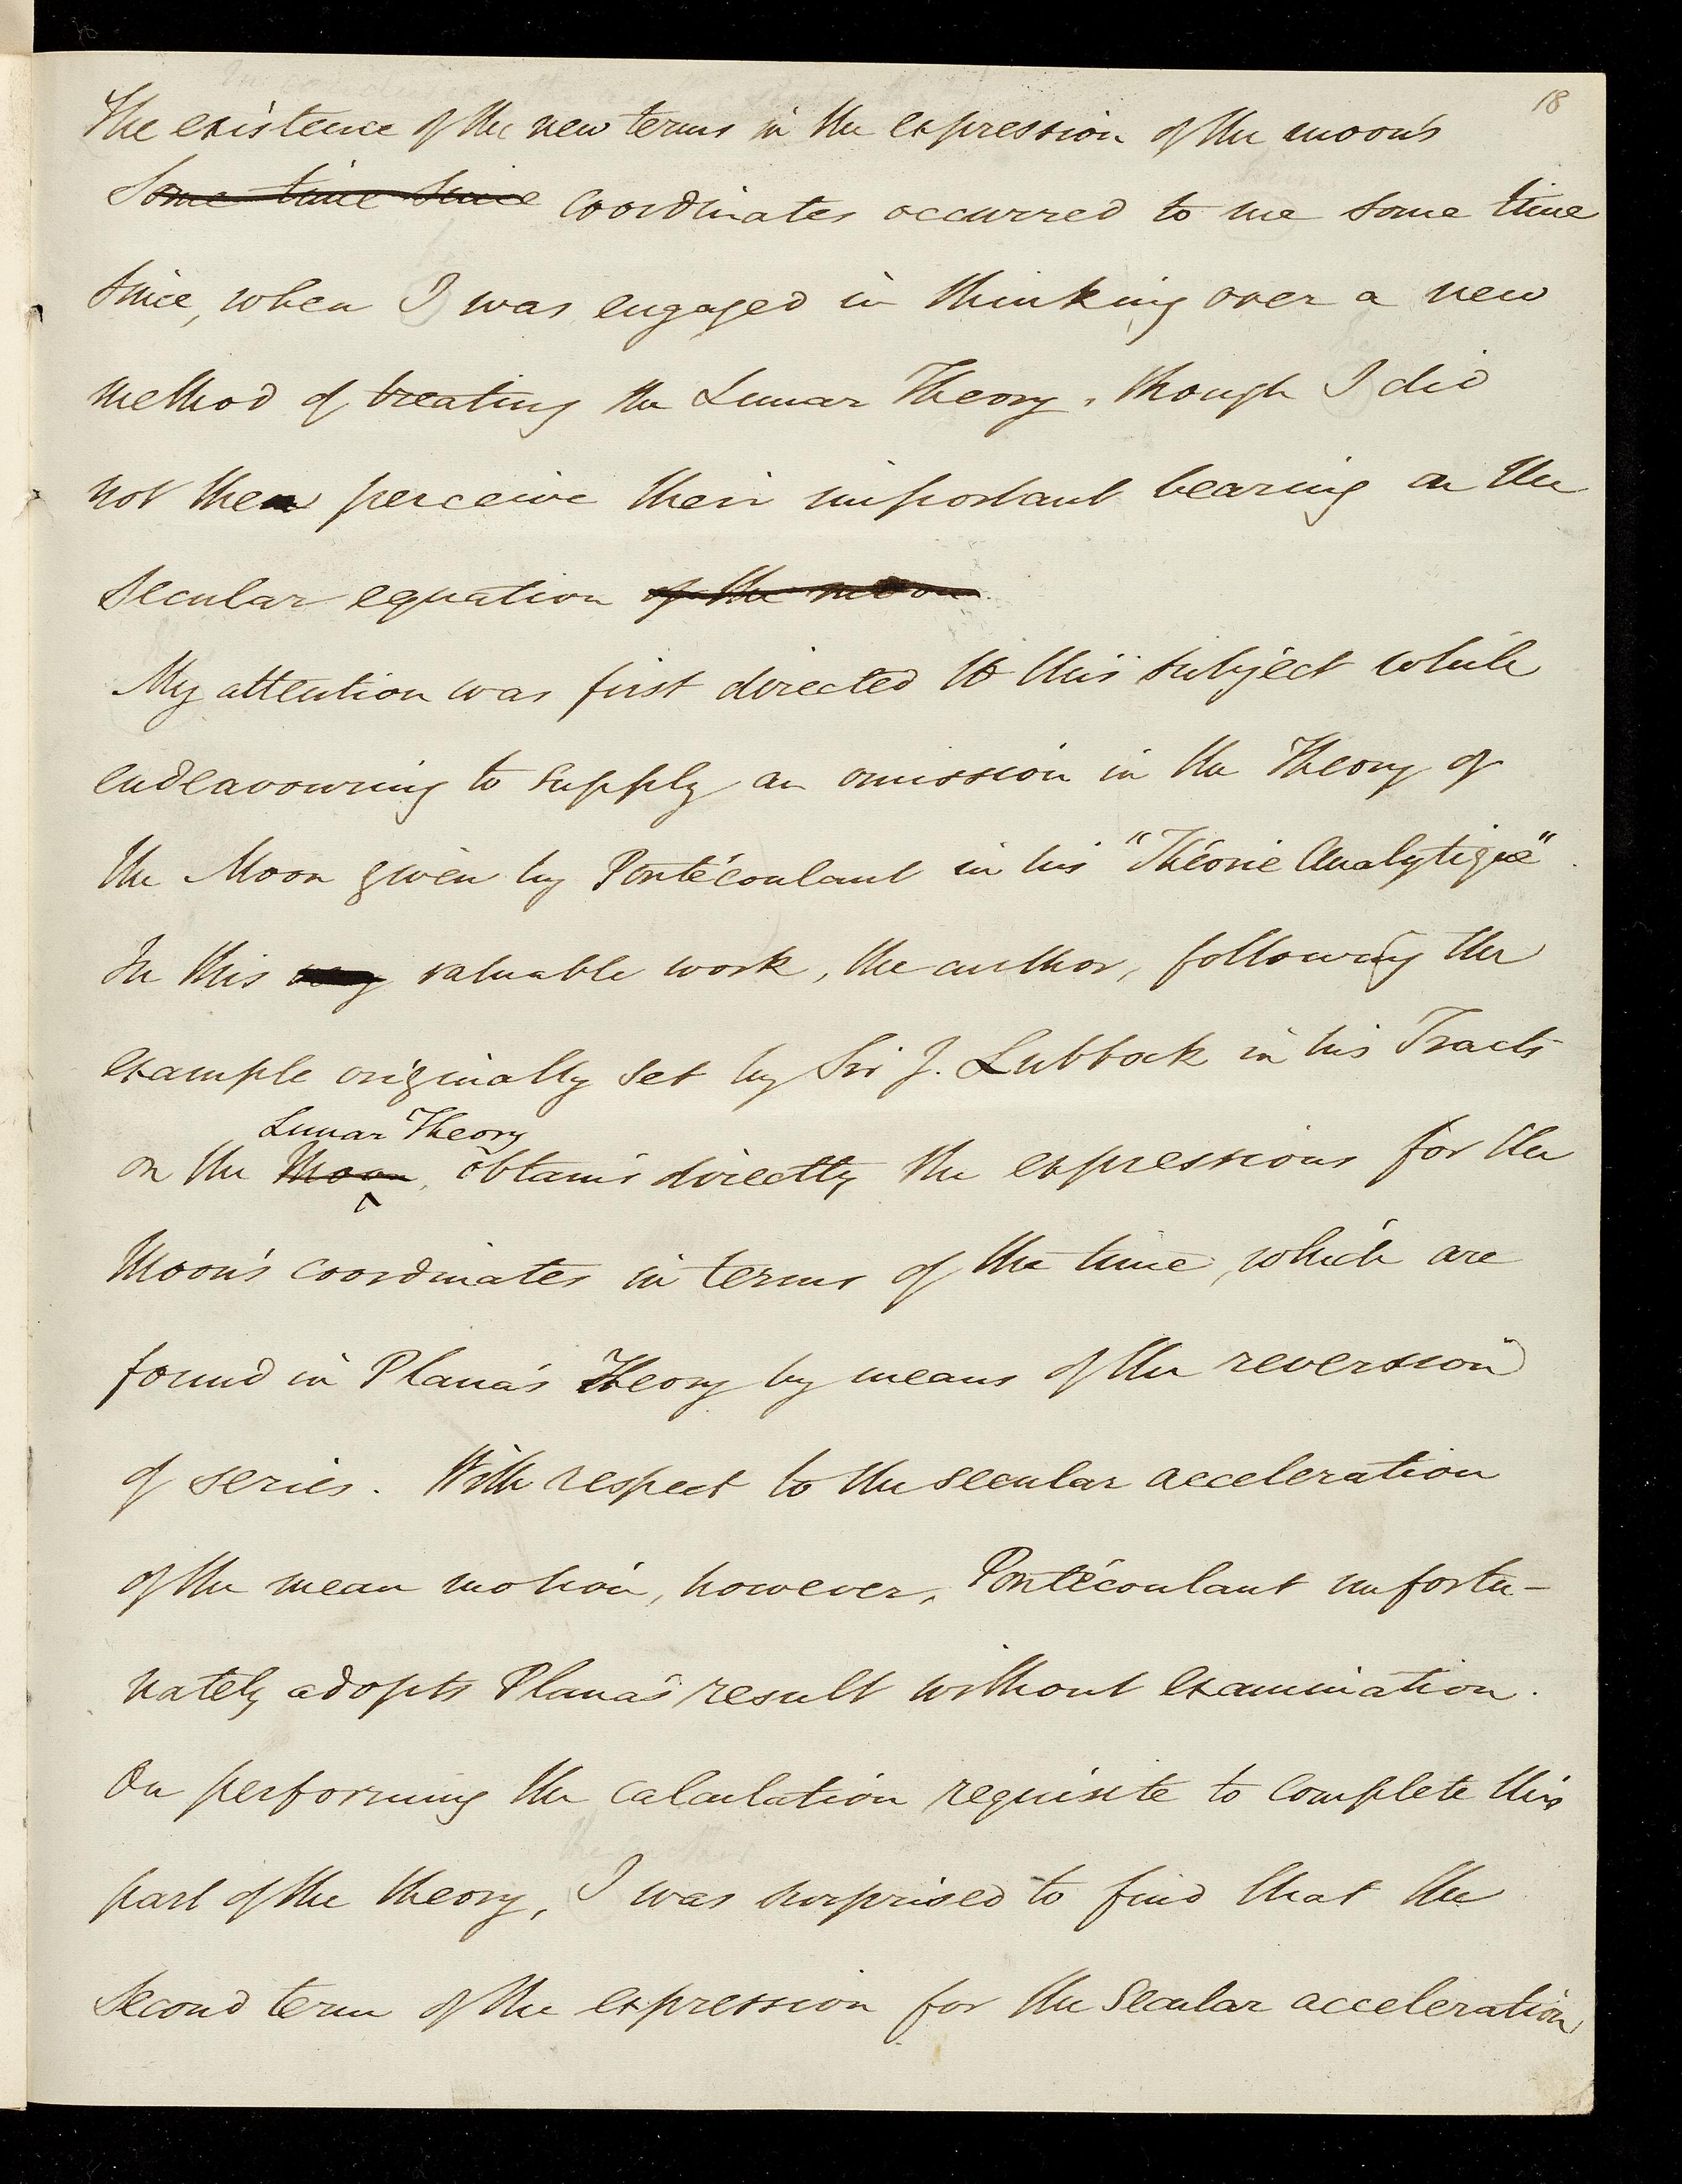 18
The existence of the new terms in the expression of the moon's
Some time since coordinates occurred to me some time
since, when I was engaged in thinking over a new
method of treating the Lunar Theory, though I did
not then perceive their important bearing on the
secular equation of the moon.
My attention was first directed to this subject while
endeavouring to supply an omission in the Theory of
the Moon given by Pontécoulant in his "Théorie Analytique".
In this very valuable work, the author, following the
example originally set by Sir J. Lubbock in his Tracts
Lunar Theory
on the Moon, obtains directly the expressions for the
Moon's coordinates in terms of the time, which are
found in Plana's Theory by means of the reversion
of series. With respect to the secular acceleration
of the mean motion, however, Pontécoulant unfortu-
nately adopts Plana's result without examination.
On performing the calculation requisite to complete this
part of the theory, I was surprised to find that the
second term of the expression for the secular acceleration